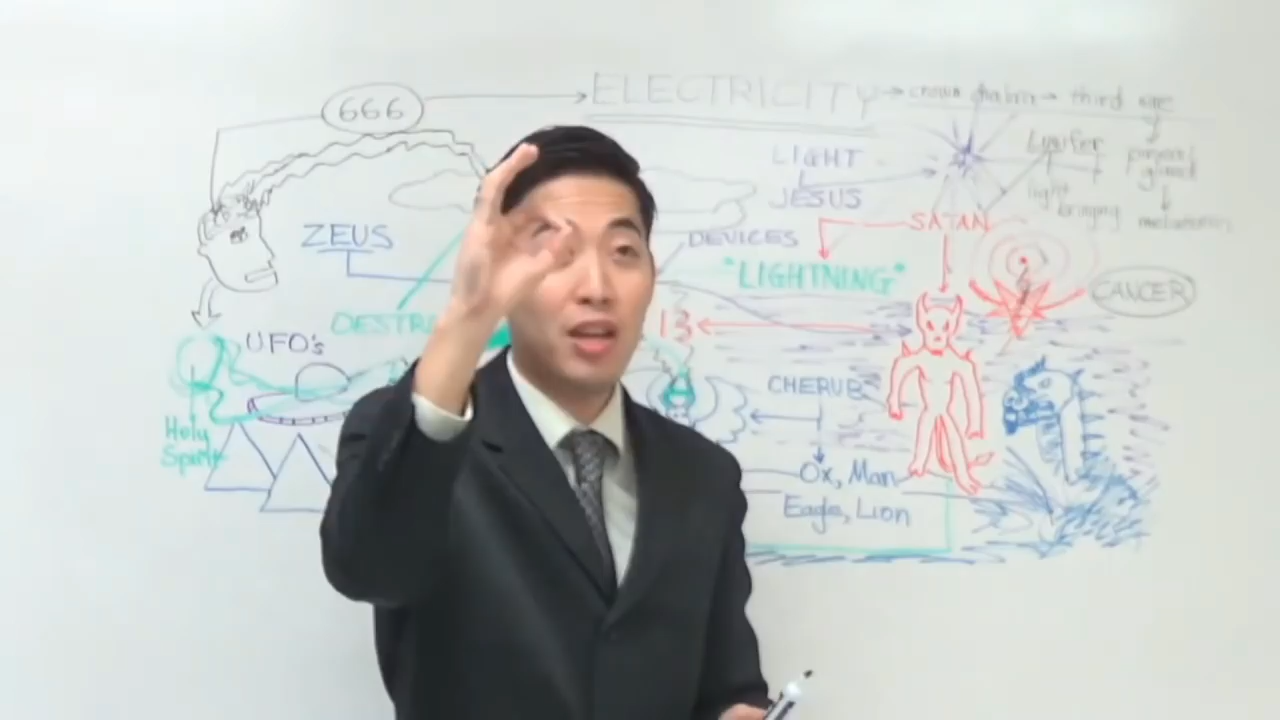 666 ELECTRICITY → crown chakra → third eye
LIGHT
JESUS
Lucifer
light
bringing
pineal
gland
SATAN
ZEUS
DEVICES
"LIGHTNING"
CANCER
DESTRO
13
UFO's
CHERUB
Holy
Spirit
Ox, Man
Eagle, Lion